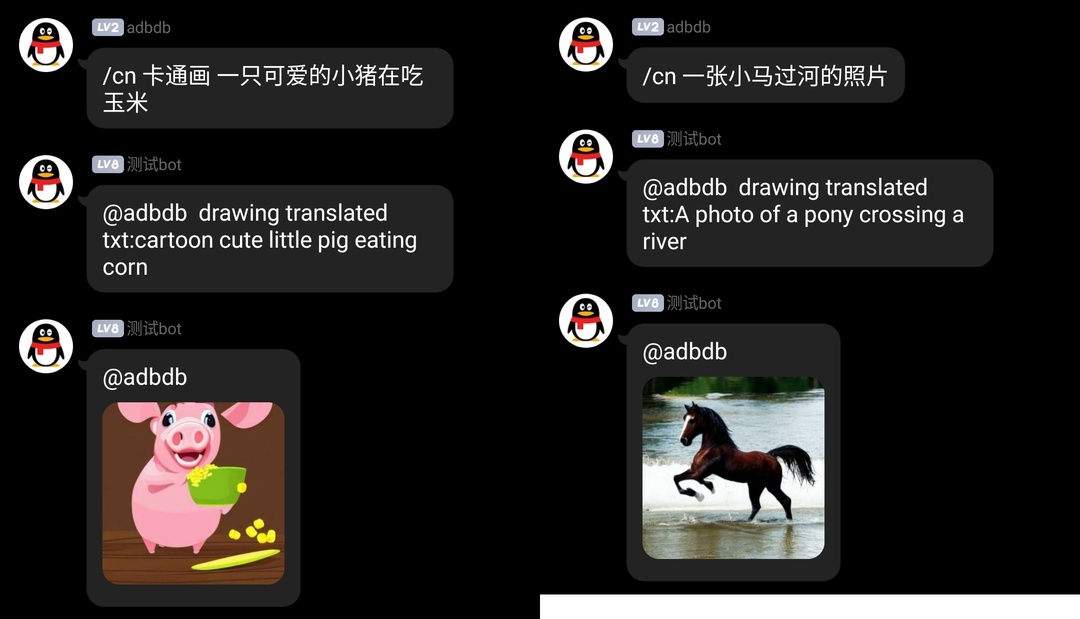 LV2 adbdb
/cn 卡通画 一只可爱的小猪在吃
玉米
LV8 测试bot
@adbdb  drawing translated
txt:cartoon cute little pig eating
corn
LV8 测试bot
@adbdb
LV2 adbdb
/cn 一张小马过河的照片
LV8 测试bot
@adbdb  drawing translated
txt:A photo of a pony crossing a
river
LV8 测试bot
@adbdb